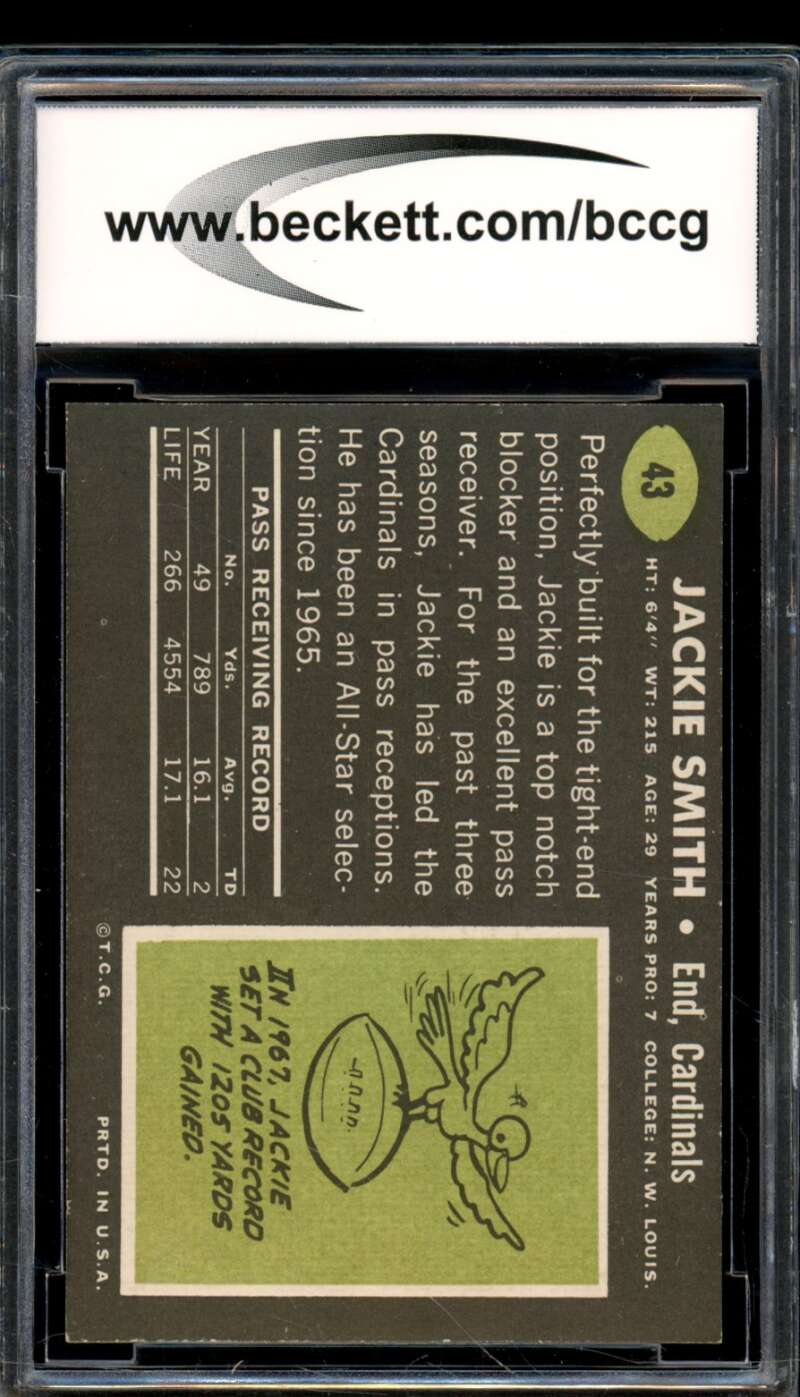 www.beckett.com/bccg
43
JACKIE SMITH • End, Cardinals
HT: 6'4" WT: 215 AGE: 29 YEARS PRO: 7 COLLEGE: N. W. LOUIS.
Perfectly built for the tight-end
position, Jackie is a top notch
blocker and an excellent pass
receiver. For the past three
seasons, Jackie has led the
Cardinals in pass receptions.
He has been an All-Star selec-
tion since 1965.
PASS RECEIVING RECORD
No. Yds. Avg. TD
YEAR 49 789 16.1 2
LIFE 266 4554 17.1 22
IN 1967, JACKIE
SET A CLUB RECORD
WITH 1205 YARDS
GAINED.
©T.C.G. PRTD. IN U.S.A.